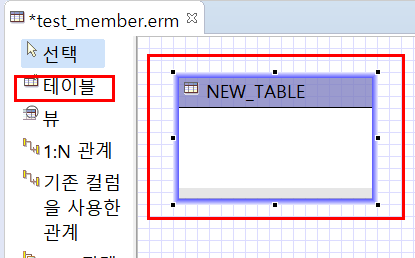 *test_member.erm
선택
테이블
뷰
1:N 관계
기존 컬럼
을 사용한
관계
NEW_TABLE